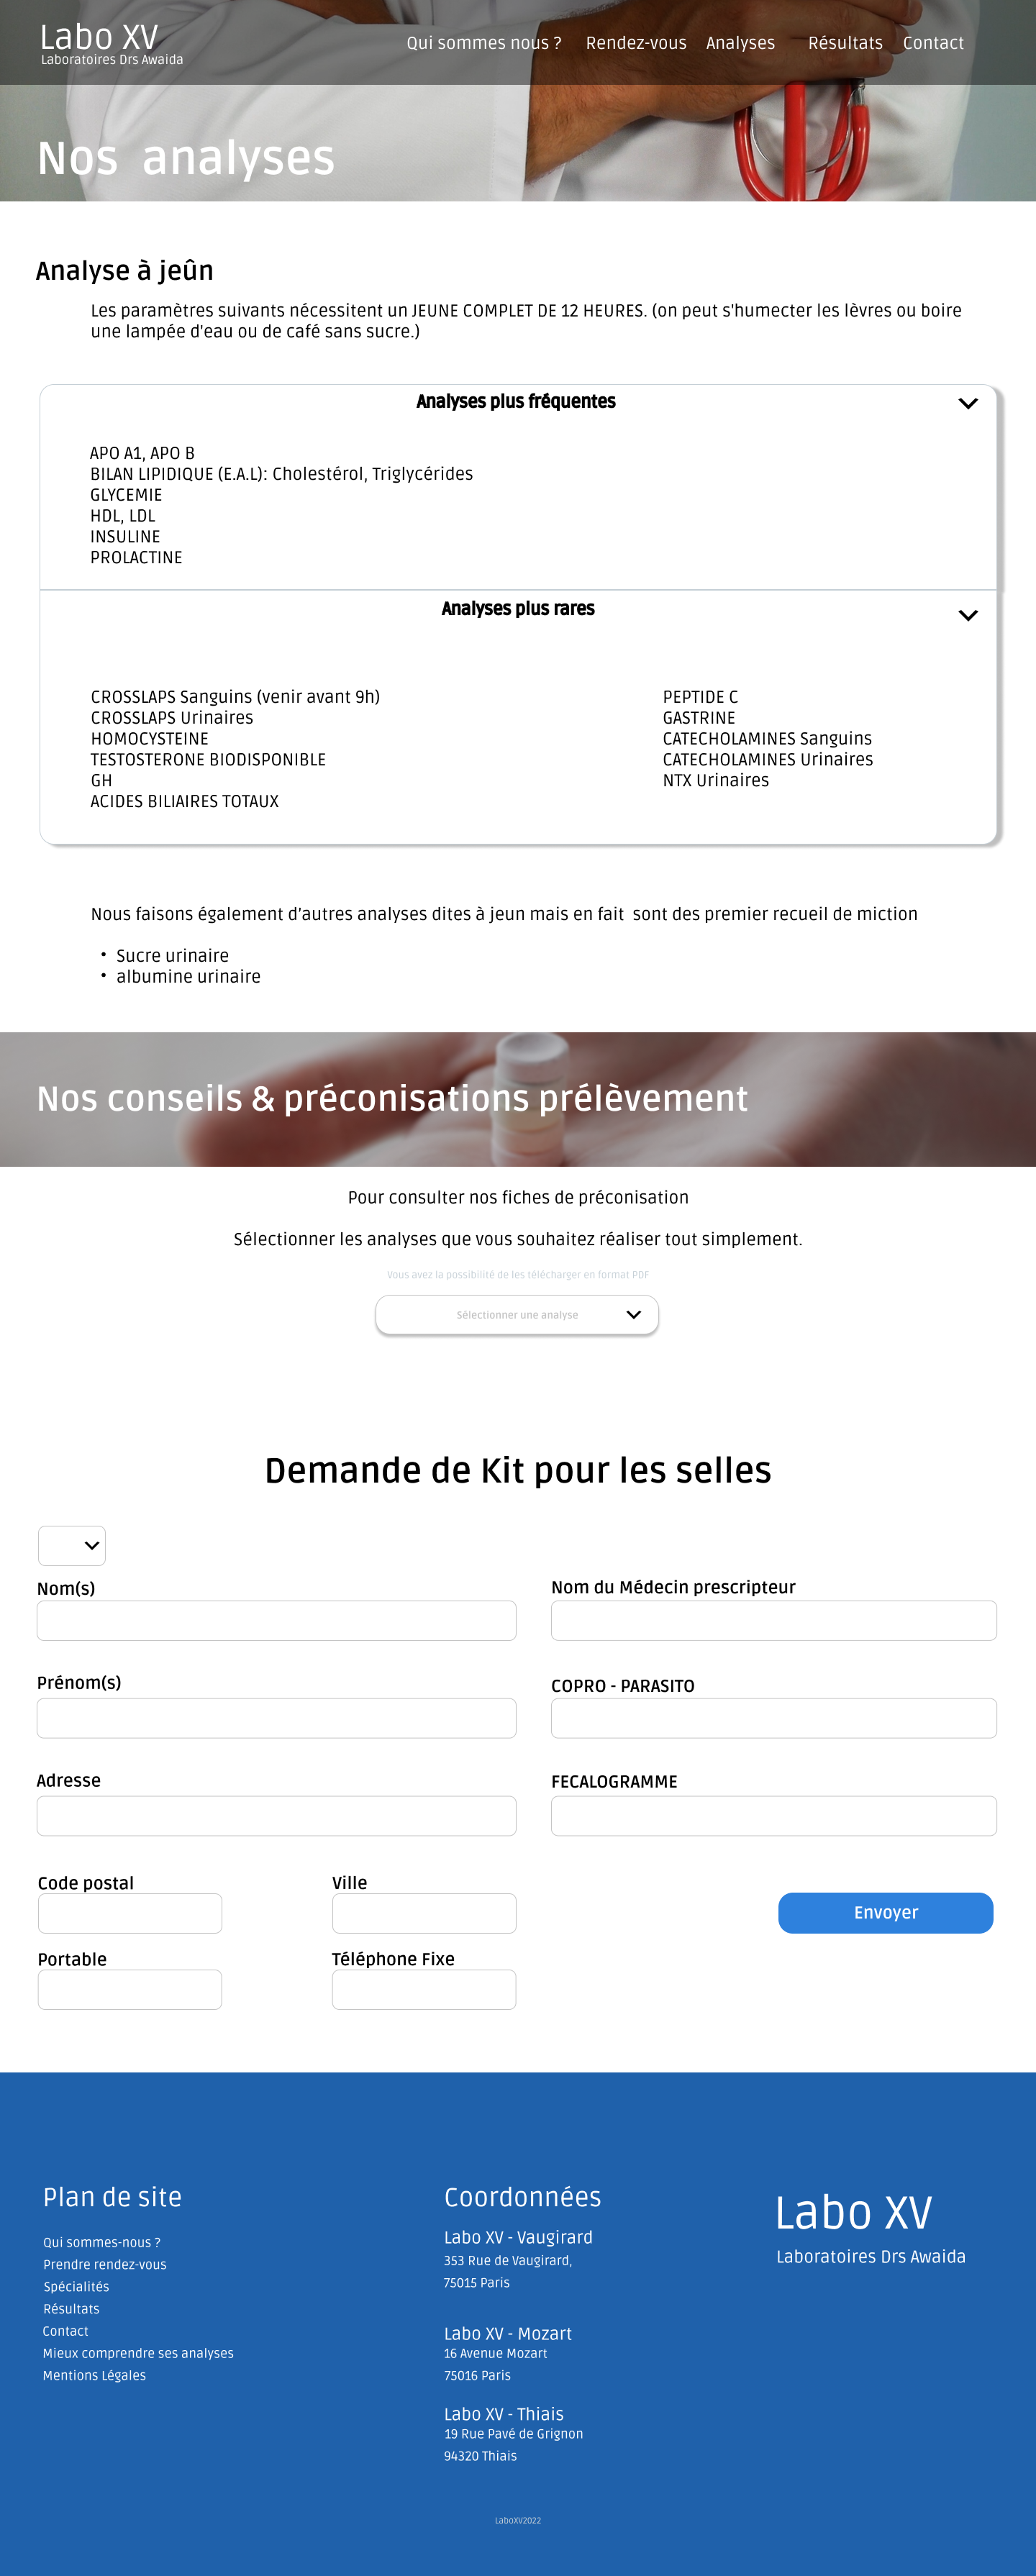 Labo XV
Laboratoires Drs Awaida
Qui sommes nous ? Rendez-vous Analyses Résultats Contact
Nos analyses
Analyse à jeûn
Les paramètres suivants nécessitent un JEUNE COMPLET DE 12 HEURES. (on peut s'humecter les lèvres ou boire
une lampée d'eau ou de café sans sucre.)
Analyses plus fréquentes
APO A1, APO B
BILAN LIPIDIQUE (E.A.L): Cholestérol, Triglycérides
GLYCEMIE
HDL, LDL
INSULINE
PROLACTINE
Analyses plus rares
CROSSLAPS Sanguins (venir avant 9h)
CROSSLAPS Urinaires
HOMOCYSTEINE
TESTOSTERONE BIODISPONIBLE
GH
ACIDES BILIAIRES TOTAUX
PEPTIDE C
GASTRINE
CATECHOLAMINES Sanguins
CATECHOLAMINES Urinaires
NTX Urinaires
Nous faisons également d'autres analyses dites à jeun mais en fait sont des premier recueil de miction
• Sucre urinaire
• albumine urinaire
Nos conseils & préconisations prélèvement
Pour consulter nos fiches de préconisation
Sélectionner les analyses que vous souhaitez réaliser tout simplement.
Vous avez la possibilité de les télécharger en format PDF
Sélectionner une analyse
Demande de Kit pour les selles
Nom(s)
Nom du Médecin prescripteur
Prénom(s)
COPRO - PARASITO
Adresse
FECALOGRAMME
Code postal
Ville
Envoyer
Portable
Téléphone Fixe
Plan de site
Qui sommes-nous ?
Prendre rendez-vous
Spécialités
Résultats
Contact
Mieux comprendre ses analyses
Mentions Légales
Coordonnées
Labo XV - Vaugirard
353 Rue de Vaugirard,
75015 Paris
Labo XV - Mozart
16 Avenue Mozart
75016 Paris
Labo XV - Thiais
19 Rue Pavé de Grignon
94320 Thiais
Labo XV
Laboratoires Drs Awaida
LaboXV2022